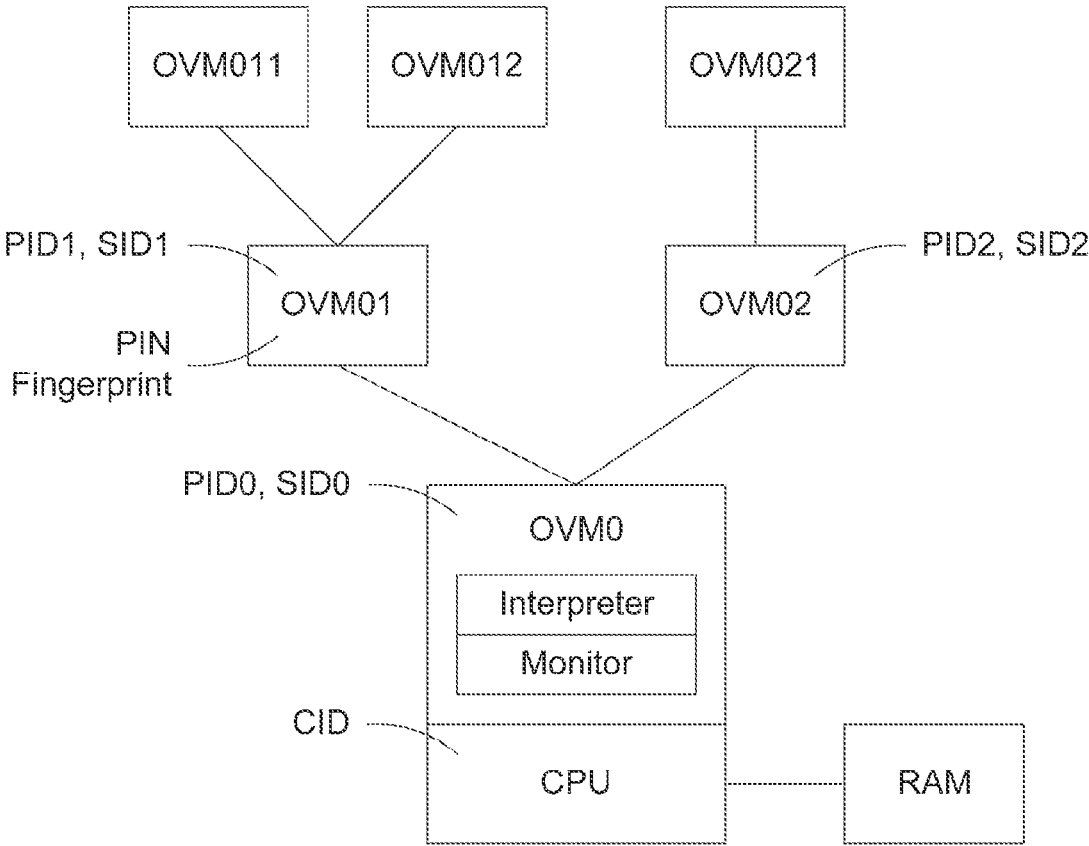 OVM011
OVM012
OVM021
PID1, SID1
PID2, SID2
OVM01
OVM02
PIN
Fingerprint
PID0, SID0
OVM0
Interpreter
Monitor
CID
CPU
RAM